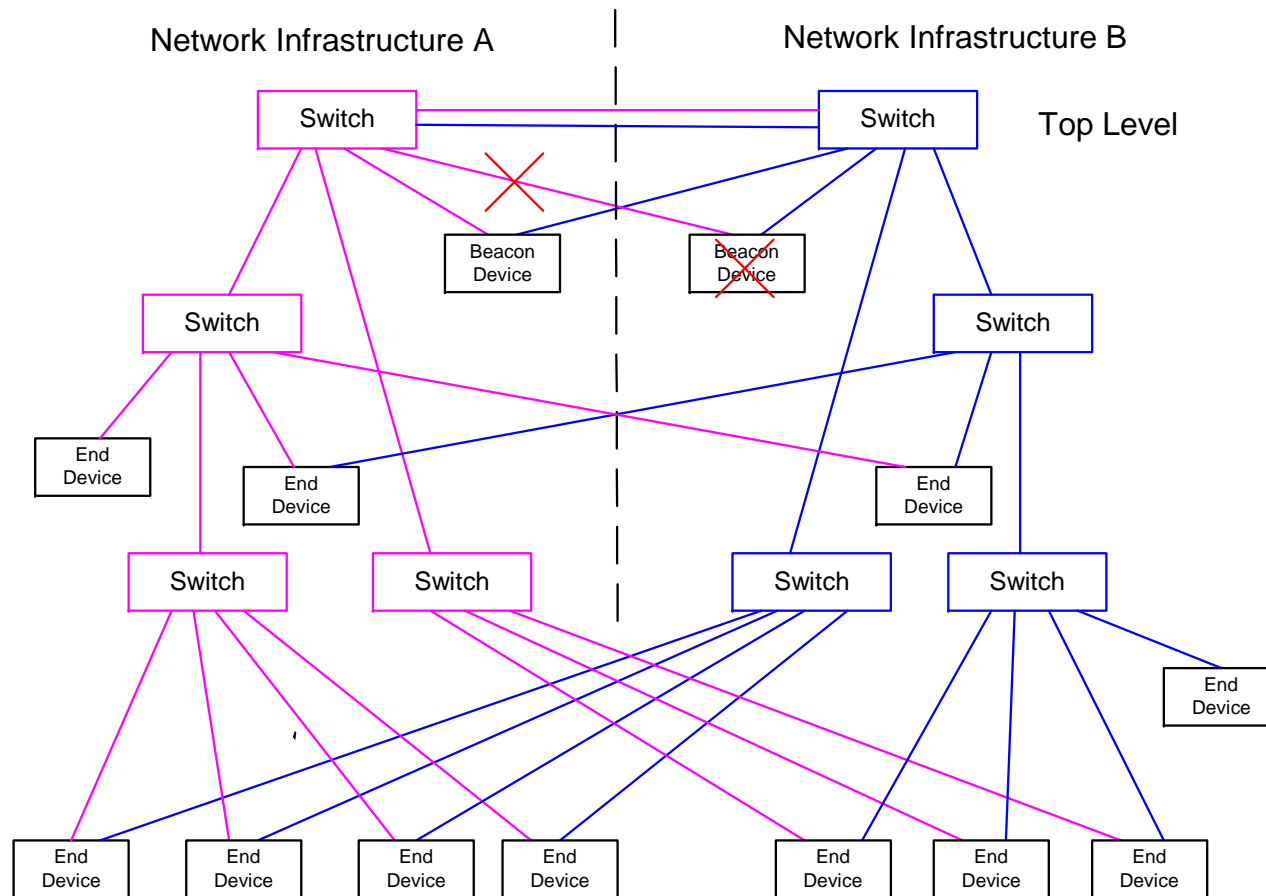 Network Infrastructure A
Network Infrastructure B
Switch
Switch
Top Level
Beacon
Device
Beacon
Device
Switch
Switch
End
Device
End
Device
End
Device
Switch
Switch
Switch
Switch
End
Device
End
Device
End
Device
End
Device
End
Device
End
Device
End
Device
End
Device